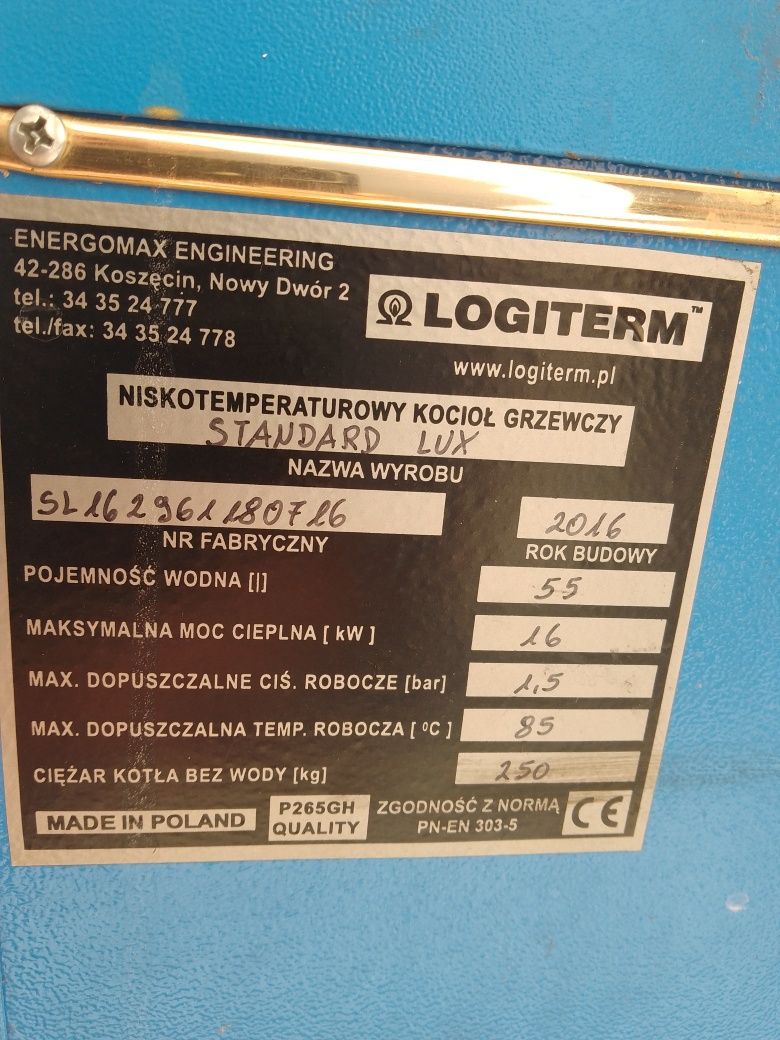 ENERGOMAX ENGINEERING
42-286 Koszęcin, Nowy Dwór 2
tel.: 34 35 24 777
tel./fax: 34 35 24 778
LOGITERM™
www.logiterm.pl
NISKOTEMPERATUROWY KOCIOŁ GRZEWCZY
STANDARD LUX
NAZWA WYROBU
SL162961180716
NR FABRYCZNY
2016
ROK BUDOWY
POJEMNOŚĆ WODNA [l] 55
MAKSYMALNA MOC CIEPLNA [ kW ] 16
MAX. DOPUSZCZALNE CIŚ. ROBOCZE [bar] 1,5
MAX. DOPUSZCZALNA TEMP. ROBOCZA [ ⁰C ] 85
CIĘŻAR KOTŁA BEZ WODY [kg] 250
MADE IN POLAND
P265GH
QUALITY
ZGODNOŚĆ Z NORMĄ
PN-EN 303-5
CE